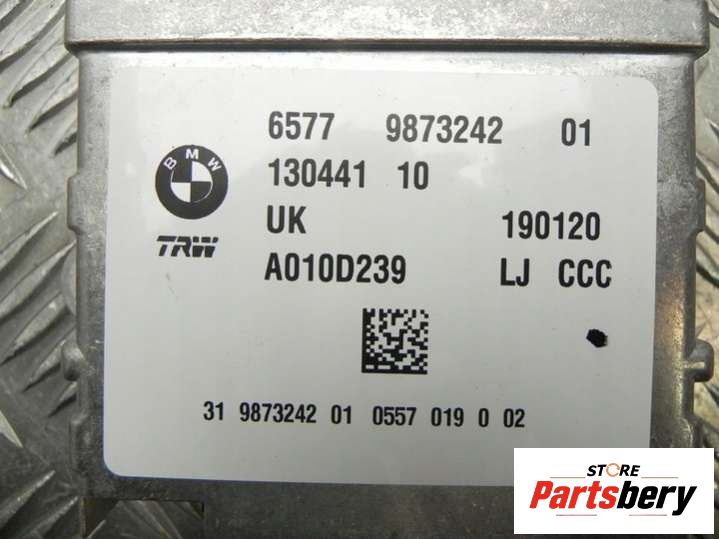 6577 9873242 01
BMW
130441 10
UK 190120
TRW
A010D239 LJ CCC
31 9873242 01 0557 019 0 02
STORE
Partsbery